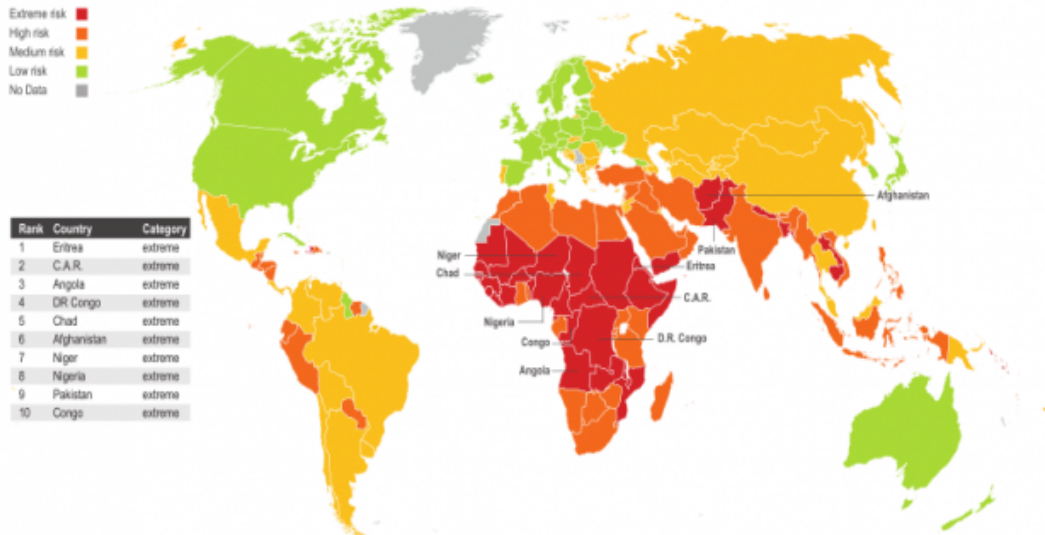 Extreme risk
High risk
Medium risk
Low risk
No Data
Rank Country Category
1 Eritrea extreme
2 C.A.R. extreme
3 Angola extreme
4 DR Congo extreme
5 Chad extreme
6 Afghanistan extreme
7 Niger extreme
8 Nigeria extreme
9 Pakistan extreme
10 Congo extreme
Afghanistan
Pakistan
Niger
Eritrea
Chad
C.A.R.
Nigeria
D.R. Congo
Congo
Angola